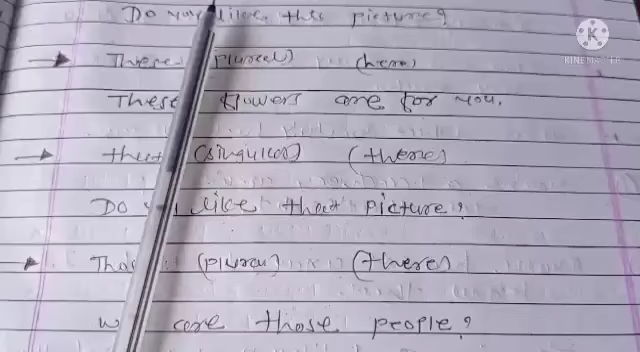 Do you like this picture?
These (plural) (here)
These flowers are for you.
that (singular) (there)
Do you like that picture?
Those (plural) (there)
are those people?
KINEMASTER